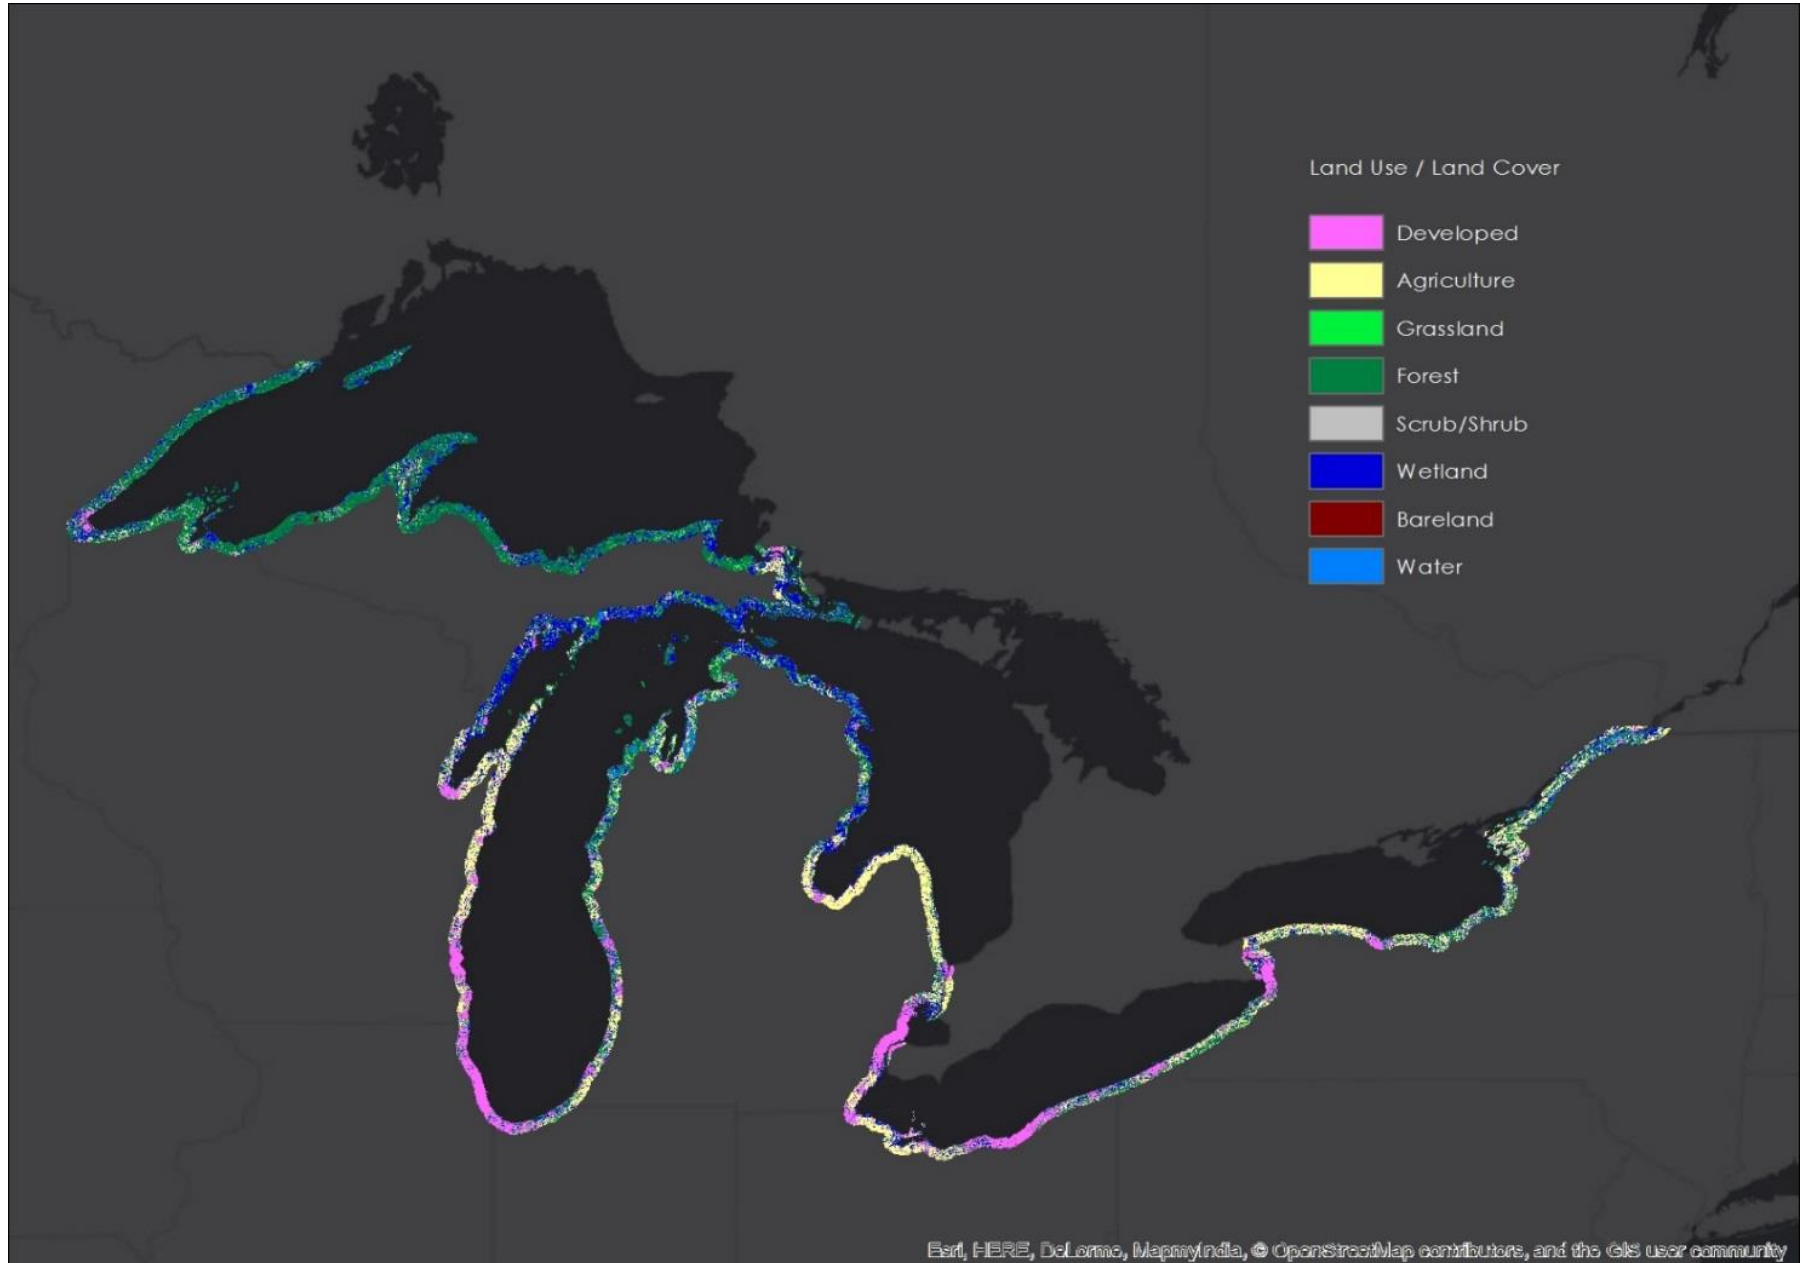 Land Use / Land Cover
Developed
Agriculture
Grassland
Forest
Scrub/Shrub
Wetland
Bareland
Water
Esri, HERE, DeLorme, MapmyIndia, © OpenStreetMap contributors, and the GIS user community